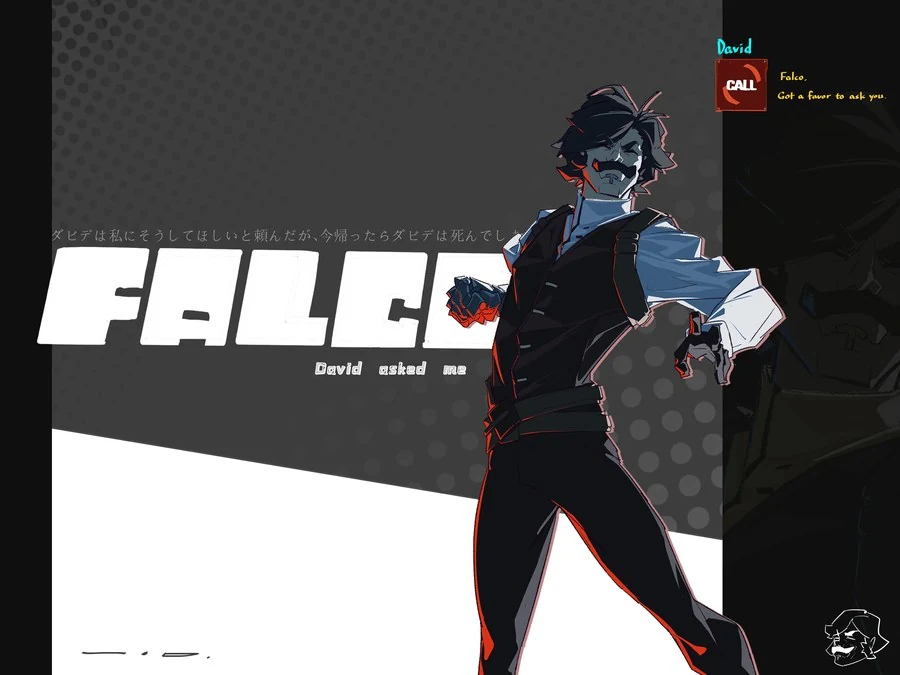 David
CALL
Falco,
Got a favor to ask you.
ダビデは私にそうしてほしいと頼んだが、今帰ったらダビデは死んでし
FALCO
David asked me